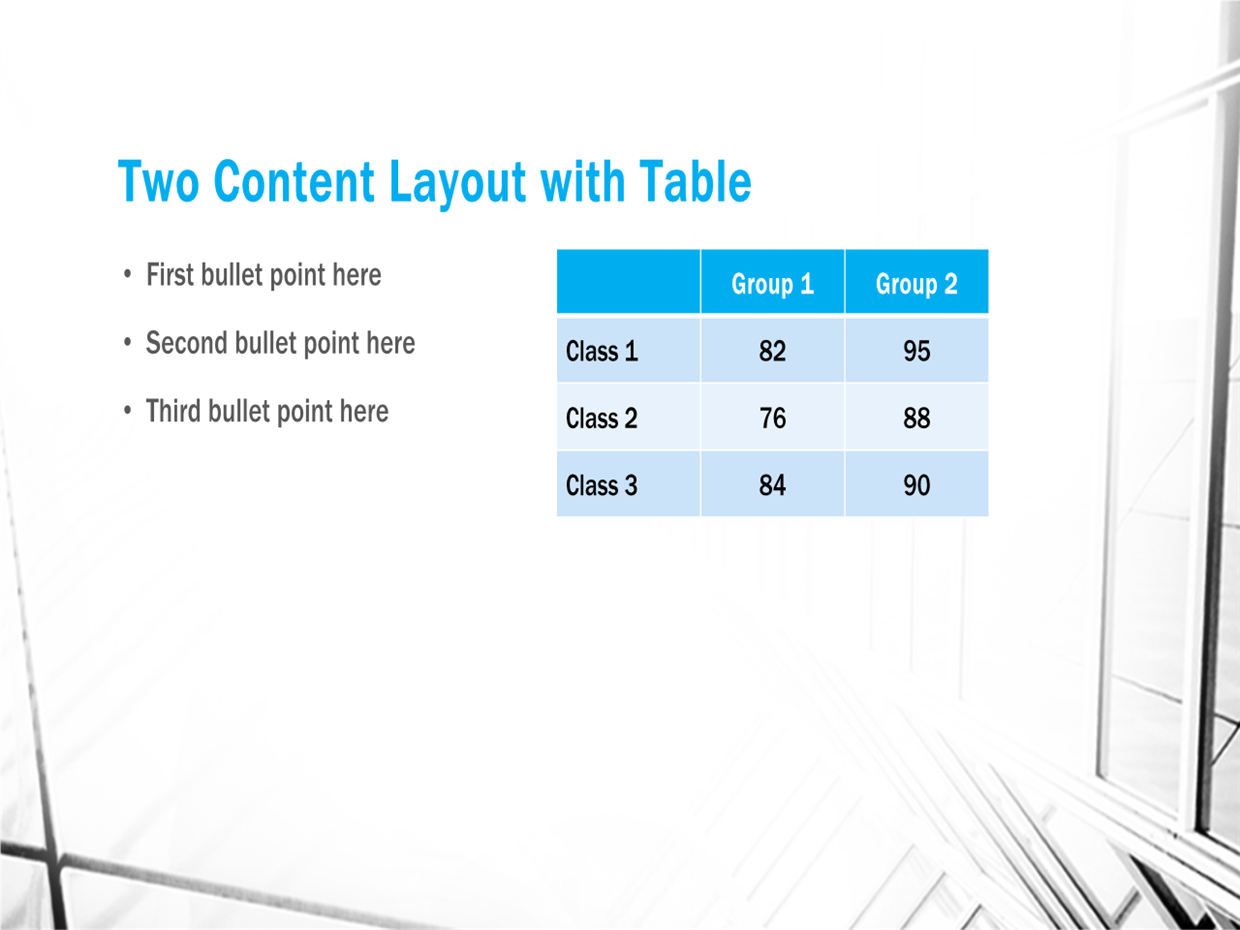 Two Content Layout with Table
• First bullet point here
• Second bullet point here
• Third bullet point here
Group 1 Group 2
Class 1 82 95
Class 2 76 88
Class 3 84 90